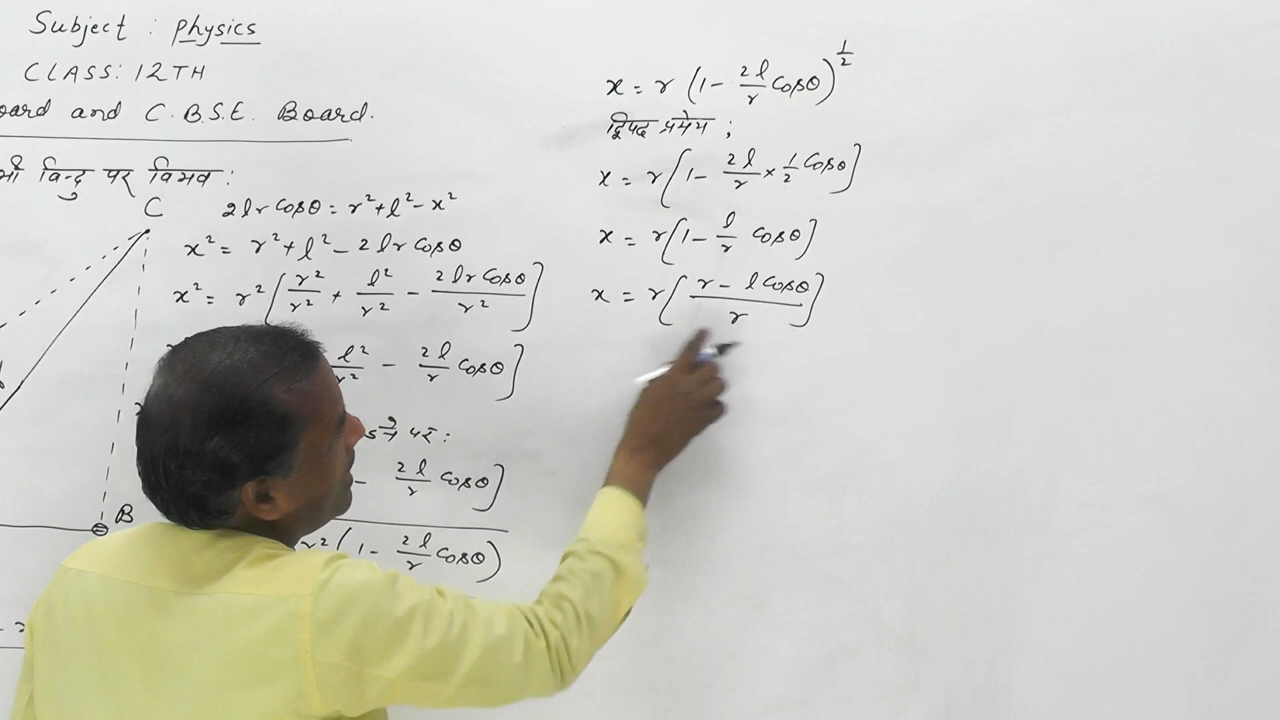 Subject : Physics
CLASS: 12TH
and C.B.S.E. Board.
बिन्दु पर विभव :
C
2lr Cosθ = r² + l² - x²
x² = r² + l² - 2lr Cosθ
x² = r² [r²/r² + l²/r² - 2lr Cosθ/r²]
l²/r² - 2l/r Cosθ]
पर :
- 2l/r Cosθ]
r² (1 - 2l/r Cosθ)
B
x = r (1 - 2l/r Cosθ)^1/2
द्विपद प्रमेय ;
x = r [1 - 2l/r × 1/2 Cosθ]
x = r [1 - l/r Cosθ]
x = r [r - l Cosθ/r]